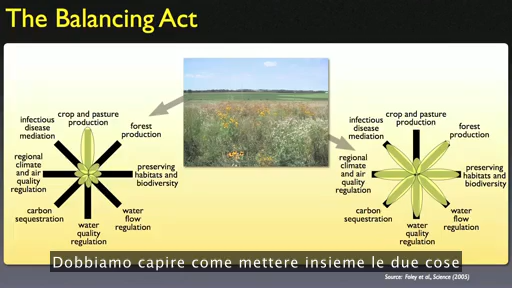 The Balancing Act
crop and pasture
production
infectious
disease
mediation
forest
production
regional
climate
and air
quality
regulation
preserving
habitats and
biodiversity
carbon
sequestration
water
quality
regulation
water
flow
regulation
crop and pasture
production
infectious
disease
mediation
forest
production
regional
climate
and air
quality
regulation
preserving
habitats and
biodiversity
carbon
sequestration
water
quality
regulation
water
flow
regulation
Dobbiamo capire come mettere insieme le due cose
Source: Foley et al., Science (2005)